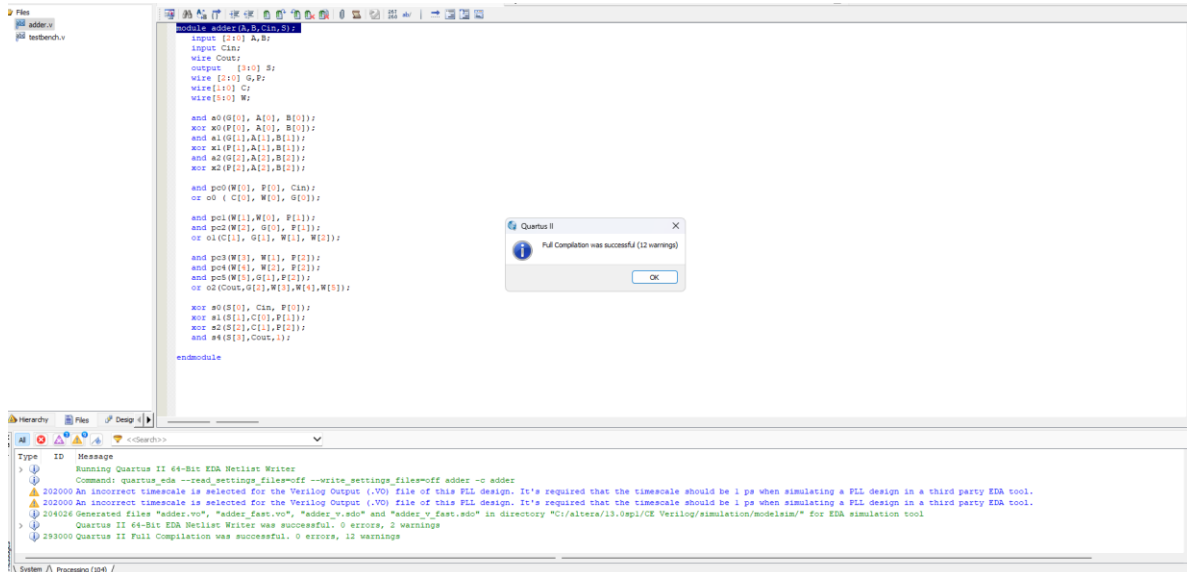 Files
adder.v
testbench.v
module adder(A,B,Cin,S);
input [2:0] A,B;
input Cin;
wire Cout;
output [3:0] S;
wire [2:0] G,P;
wire[1:0] C;
wire[5:0] W;
and a0(G[0], A[0], B[0]);
xor x0(P[0], A[0], B[0]);
and a1(G[1],A[1],B[1]);
xor x1(P[1],A[1],B[1]);
and a2(G[2],A[2],B[2]);
xor x2(P[2],A[2],B[2]);
and pc0(W[0], P[0], Cin);
or o0 ( C[0], W[0], G[0]);
and pc1(W[1],W[0], P[1]);
and pc2(W[2], G[0], P[1]);
or o1(C[1], G[1], W[1], W[2]);
and pc3(W[3], W[1], P[2]);
and pc4(W[4], W[2], P[2]);
and pc5(W[5],G[1],P[2]);
or o2(Cout,G[2],W[3],W[4],W[5]);
xor s0(S[0], Cin, P[0]);
xor s1(S[1],C[0],P[1]);
xor s2(S[2],C[1],P[2]);
and s4(S[3],Cout,1);
endmodule
Quartus II
Full Compilation was successful (12 warnings)
OK
Hierarchy Files Design
All <<Search>>
Type ID Message
Running Quartus II 64-Bit EDA Netlist Writer
Command: quartus_eda --read_settings_files=off --write_settings_files=off adder -c adder
202000 An incorrect timescale is selected for the Verilog Output (.VO) file of this PLL design. It's required that the timescale should be 1 ps when simulating a PLL design in a third party EDA tool.
202000 An incorrect timescale is selected for the Verilog Output (.VO) file of this PLL design. It's required that the timescale should be 1 ps when simulating a PLL design in a third party EDA tool.
204026 Generated files "adder.vo", "adder_fast.vo", "adder_v.sdo" and "adder_v_fast.sdo" in directory "C:/altera/13.0sp1/CE Verilog/simulation/modelsim/" for EDA simulation tool
Quartus II 64-Bit EDA Netlist Writer was successful. 0 errors, 2 warnings
293000 Quartus II Full Compilation was successful. 0 errors, 12 warnings
System Processing (104)